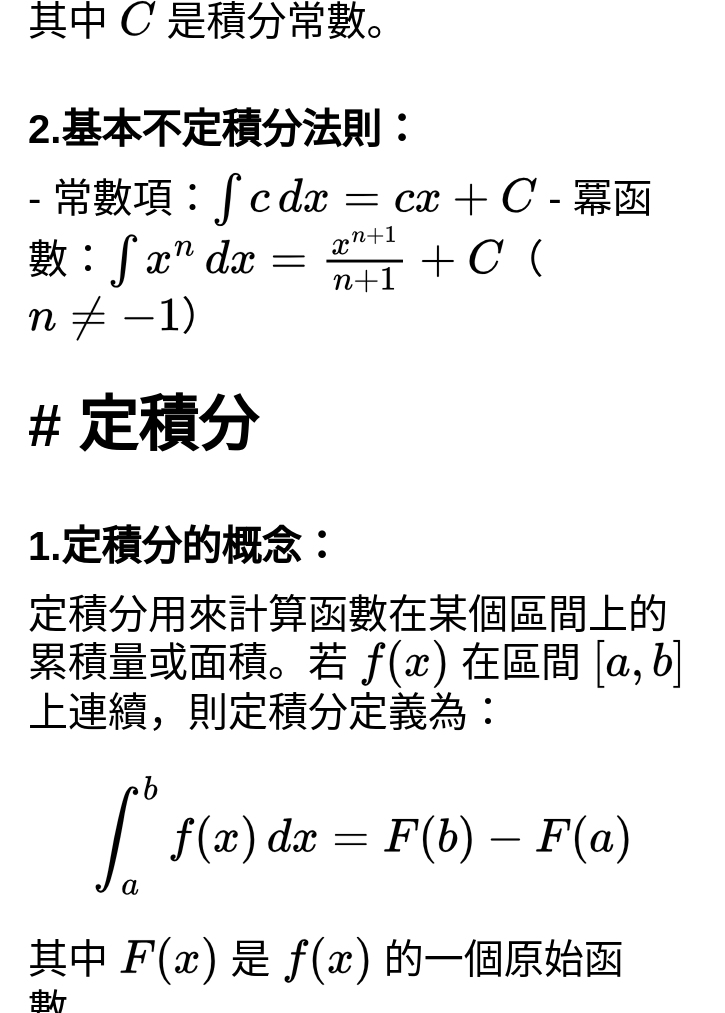 其中 C 是積分常數。
2.基本不定積分法則：
- 常數項：∫ c dx = cx + C - 冪函
數：∫ xⁿ dx = \frac{x^{n+1}}{n+1} + C（
n ≠ −1）
# 定積分
1.定積分的概念：
定積分用來計算函數在某個區間上的
累積量或面積。若 f(x) 在區間 [a, b]
上連續，則定積分定義為：
∫_a^b f(x) dx = F(b) − F(a)
其中 F(x) 是 f(x) 的一個原始函
數